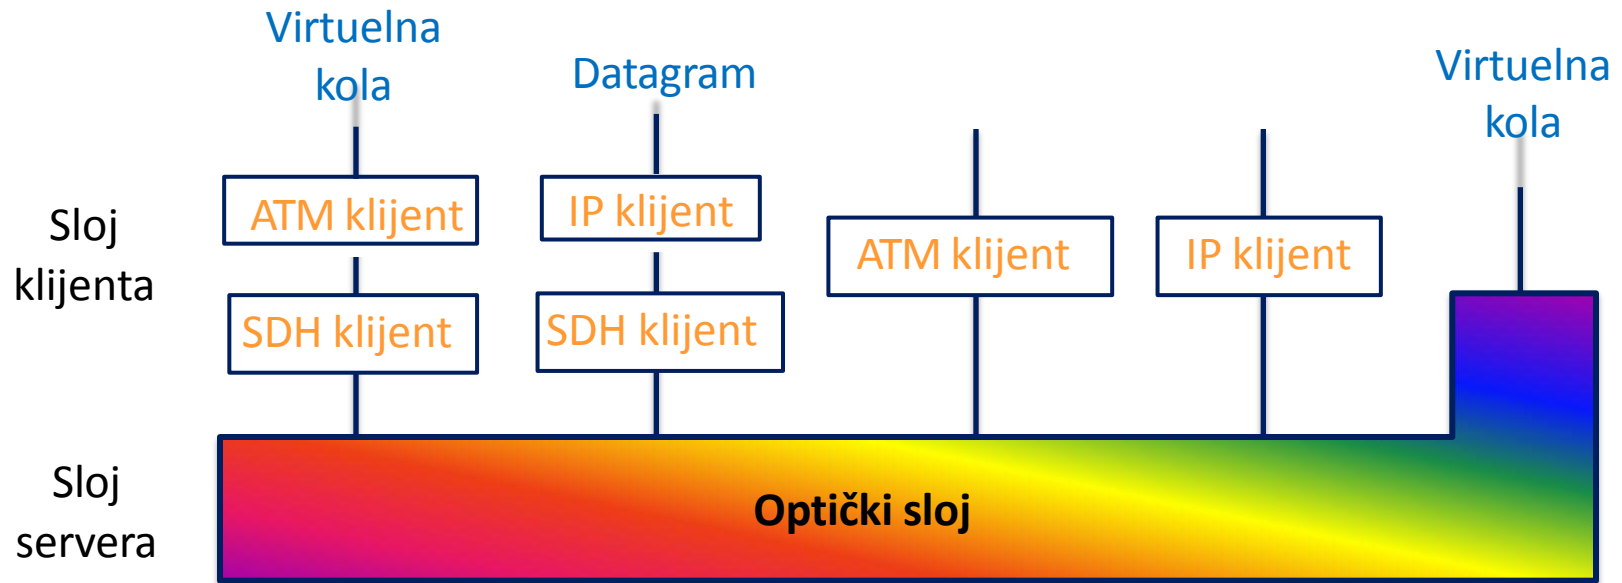 Virtuelna
kola
Datagram
Virtuelna
kola
Sloj
klijenta
ATM klijent
IP klijent
ATM klijent
IP klijent
SDH klijent
SDH klijent
Sloj
servera
Optički sloj